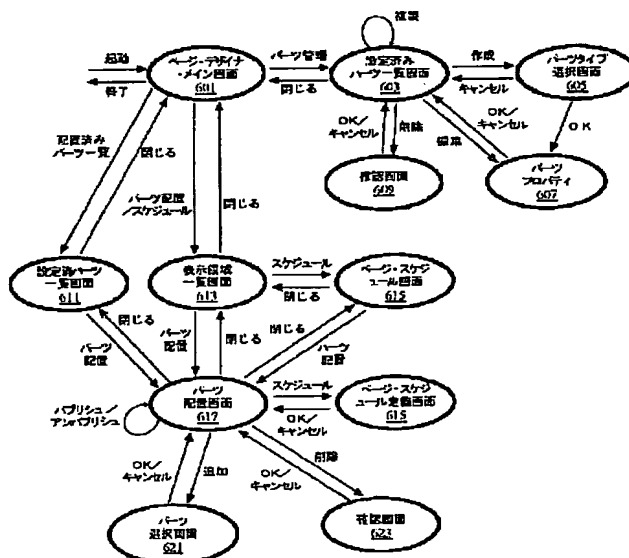 複製
起動
終了
ページ・デザイナ
・メイン画面
601
パーツ管理
閉じる
設定済み
パーツ一覧画面
603
作成
キャンセル
パーツタイプ
選択画面
605
配置済み
パーツ一覧
閉じる
OK/
キャンセル
削除
編集
OK/
キャンセル
OK
確認画面
609
パーツ
プロパティ
607
パーツ配置
/スケジュール
閉じる
設定済パーツ
一覧画面
611
表示領域
一覧画面
613
スケジュール
閉じる
ページ・スケジ
ュール画面
615
閉じる
パーツ
配置
パーツ
配置
閉じる
閉じる
パーツ
配置
パーツ
配置画面
617
スケジュール
OK/
キャンセル
ページ・スケジ
ュール定義画面
615
パブリシュ/
アンパブリシュ
OK/
キャンセル
追加
OK/
キャンセル
削除
パーツ
選択画面
621
確認画面
623